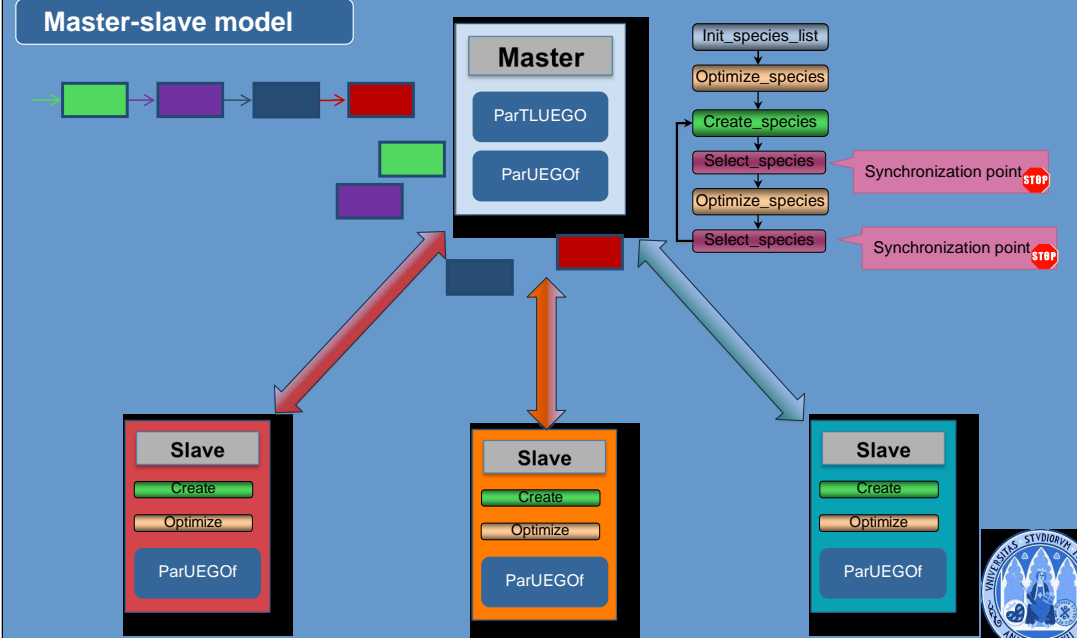 Master-slave model
Master
ParTLUEGO
ParUEGOf
Init_species_list
Optimize_species
Create_species
Select_species
Synchronization point
STOP
Optimize_species
Select_species
Synchronization point
STOP
Slave
Create
Optimize
ParUEGOf
Slave
Create
Optimize
ParUEGOf
Slave
Create
Optimize
ParUEGOf